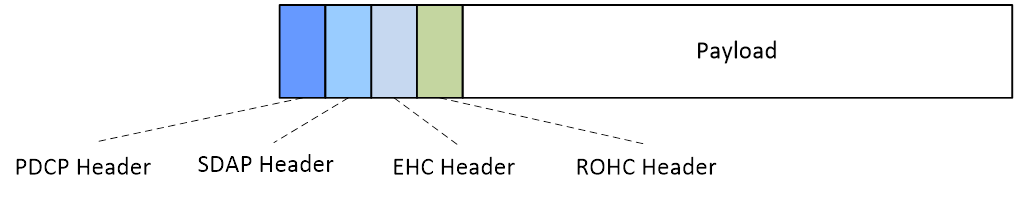 Payload
PDCP Header
SDAP Header
EHC Header
ROHC Header